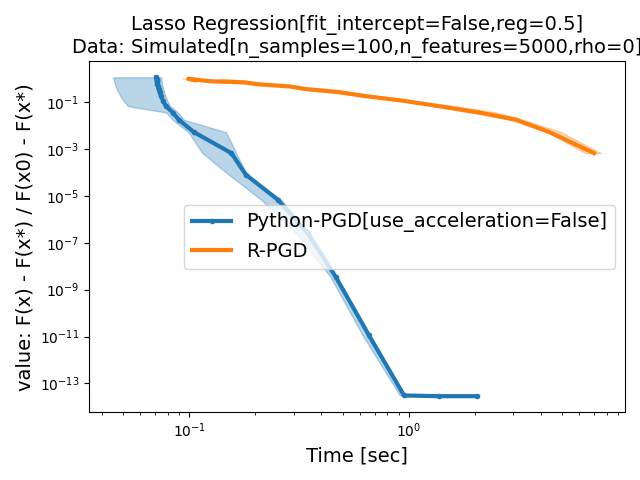 Lasso Regression[fit_intercept=False,reg=0.5]
Data: Simulated[n_samples=100,n_features=5000,rho=0]
value: F(x) - F(x*) / F(x0) - F(x*)
10⁻¹
10⁻³
10⁻⁵
10⁻⁷
10⁻⁹
10⁻¹¹
10⁻¹³
Python-PGD[use_acceleration=False]
R-PGD
10⁻¹ 10⁰
Time [sec]